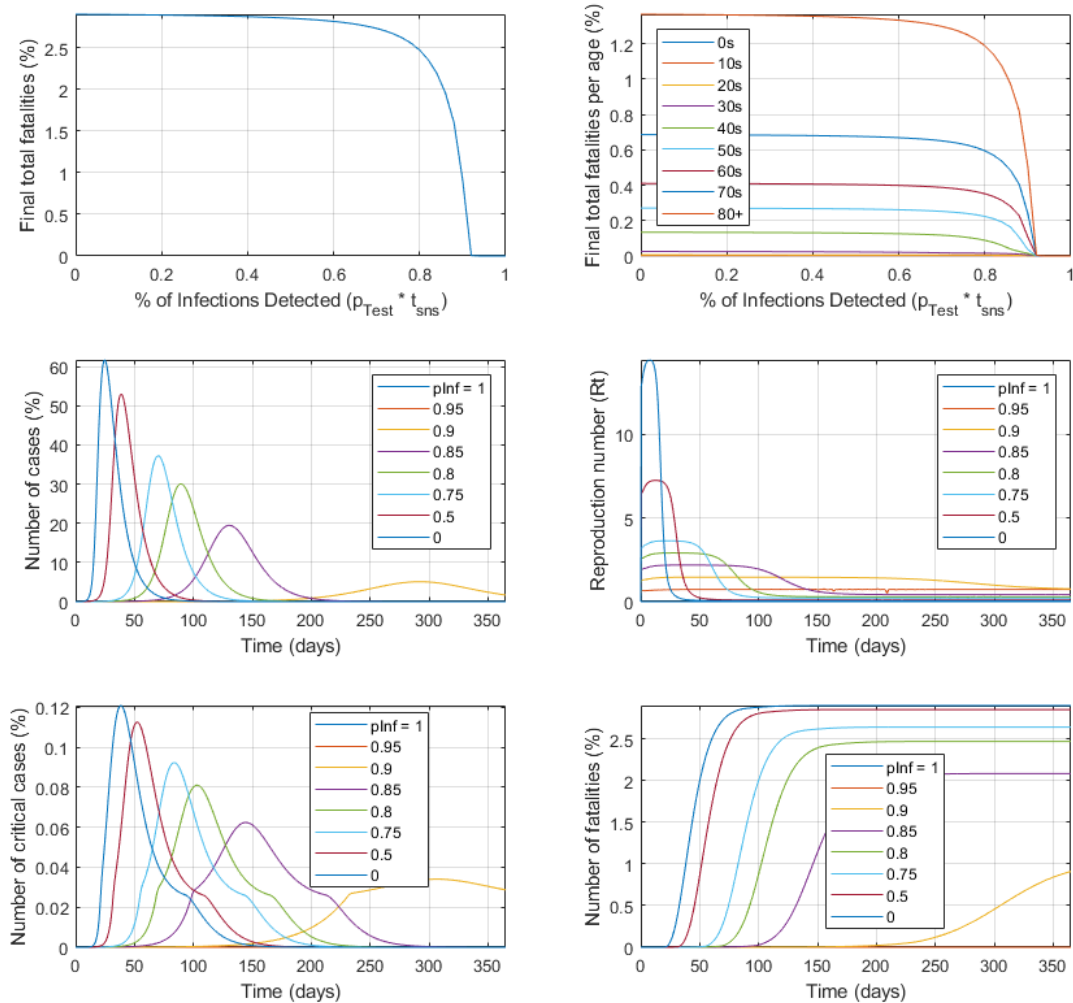 Final total fatalities (%)
2.5
2
1.5
1
0.5
0
0 0.2 0.4 0.6 0.8 1
% of Infections Detected (pTest * tsns)
Final total fatalities per age (%)
1.2
1
0.8
0.6
0.4
0.2
0
0s
10s
20s
30s
40s
50s
60s
70s
80+
0 0.2 0.4 0.6 0.8 1
% of Infections Detected (pTest * tsns)
Number of cases (%)
60
50
40
30
20
10
0
pInf = 1
0.95
0.9
0.85
0.8
0.75
0.5
0
0 50 100 150 200 250 300 350
Time (days)
Reproduction number (Rt)
10
5
0
pInf = 1
0.95
0.9
0.85
0.8
0.75
0.5
0
0 50 100 150 200 250 300 350
Time (days)
Number of critical cases (%)
0.12
0.1
0.08
0.06
0.04
0.02
0
pInf = 1
0.95
0.9
0.85
0.8
0.75
0.5
0
0 50 100 150 200 250 300 350
Time (days)
Number of fatalities (%)
2.5
2
1.5
1
0.5
0
pInf = 1
0.95
0.9
0.85
0.8
0.75
0.5
0
0 50 100 150 200 250 300 350
Time (days)